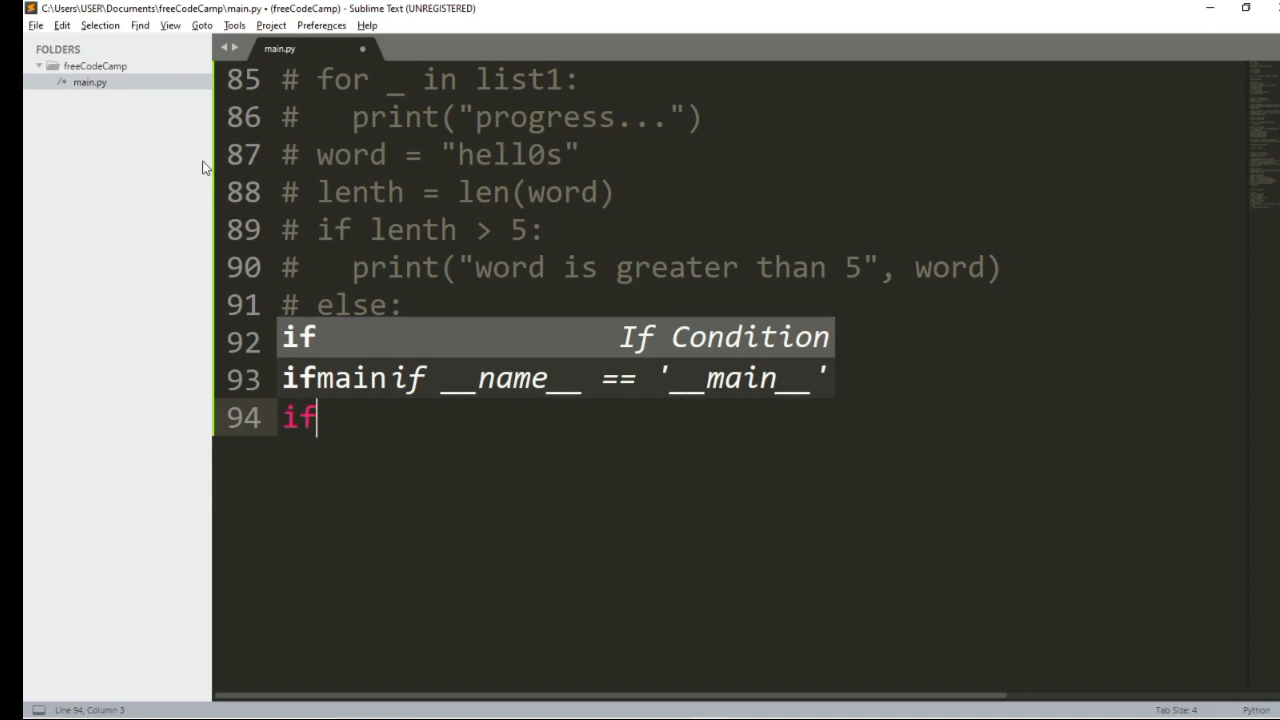 C:\Users\USER\Documents\freeCodeCamp\main.py • (freeCodeCamp) - Sublime Text (UNREGISTERED)
File Edit Selection Find View Goto Tools Project Preferences Help
FOLDERS
freeCodeCamp
/* main.py
main.py
85 # for _ in list1:
86 #   print("progress...")
87 # word = "hell0s"
88 # lenth = len(word)
89 # if lenth > 5:
90 #   print("word is greater than 5", word)
91 # else:
92 if If Condition
93 ifmain if __name__ == '__main__'
94 if
Line 94, Column 3 Tab Size: 4 Python